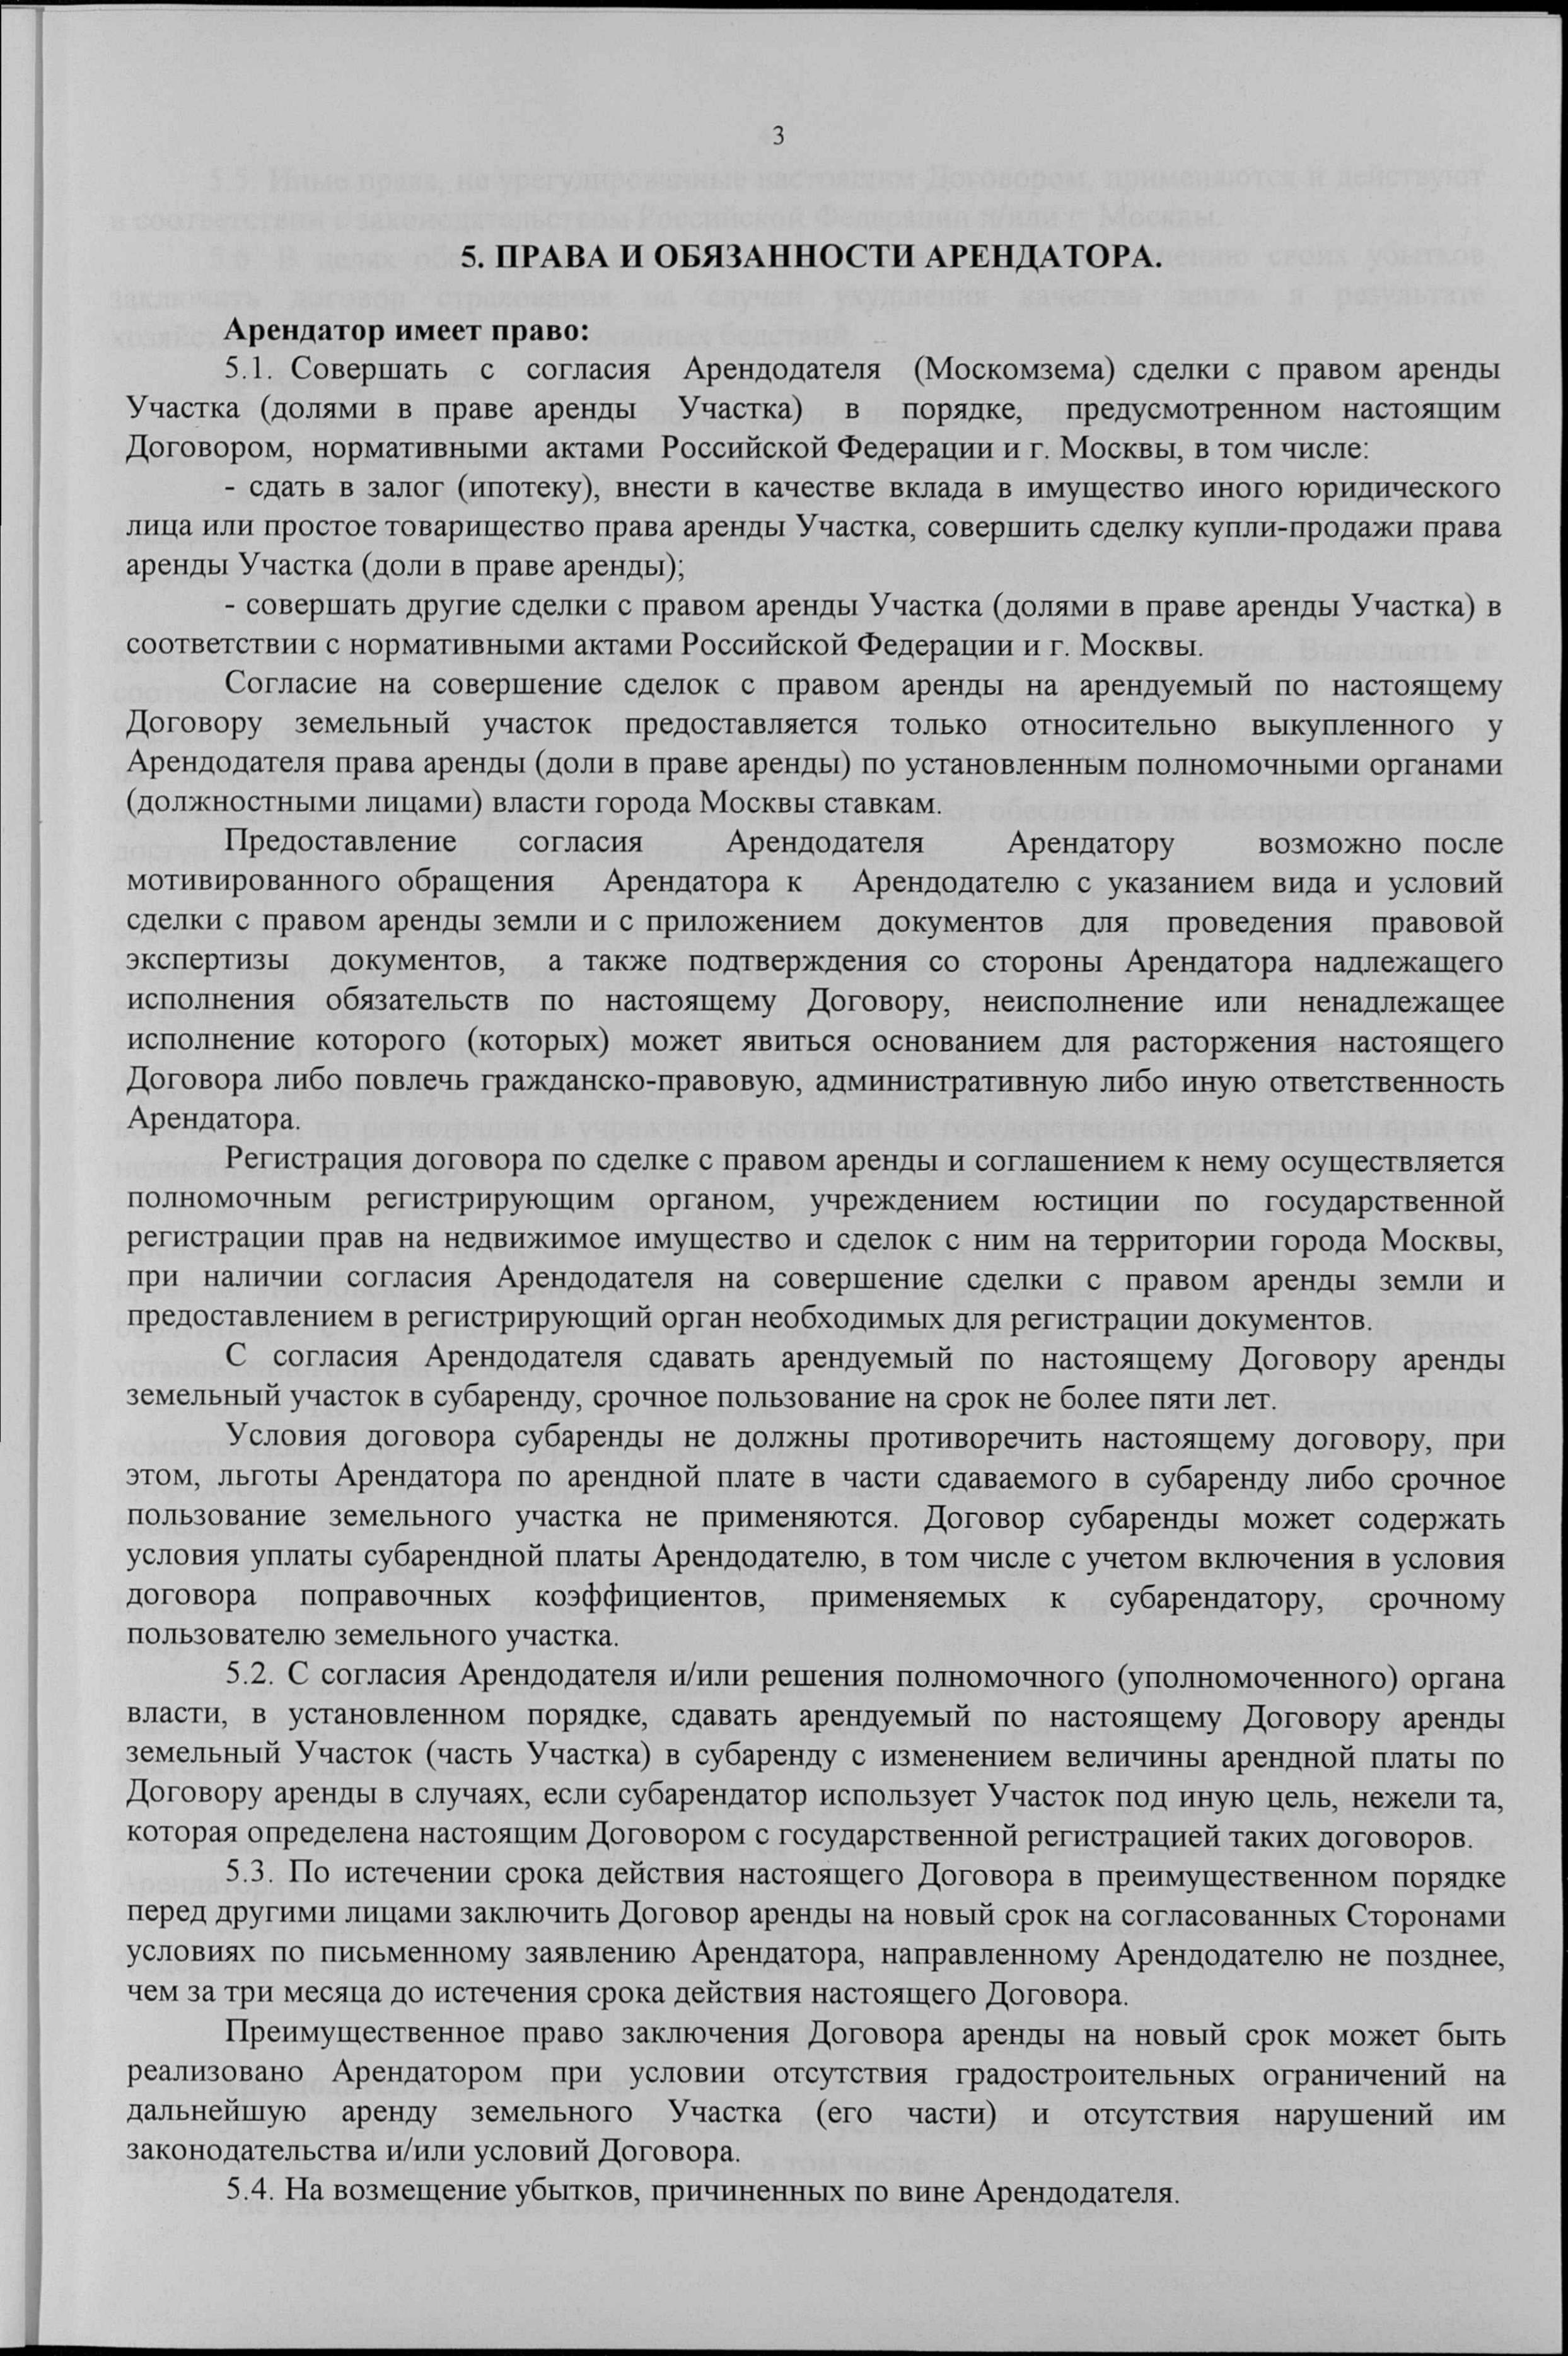 3
5. ПРАВА И ОБЯЗАННОСТИ АРЕНДАТОРА.
Арендатор имеет право:
5.1. Совершать с согласия Арендодателя (Москомзема) сделки с правом аренды
Участка (долями в праве аренды Участка) в порядке, предусмотренном настоящим
Договором, нормативными актами Российской Федерации и г. Москвы, в том числе:
- сдать в залог (ипотеку), внести в качестве вклада в имущество иного юридического
лица или простое товарищество права аренды Участка, совершить сделку купли-продажи права
аренды Участка (доли в праве аренды);
- совершать другие сделки с правом аренды Участка (долями в праве аренды Участка) в
соответствии с нормативными актами Российской Федерации и г. Москвы.
Согласие на совершение сделок с правом аренды на арендуемый по настоящему
Договору земельный участок предоставляется только относительно выкупленного у
Арендодателя права аренды (доли в праве аренды) по установленным полномочными органами
(должностными лицами) власти города Москвы ставкам.
Предоставление согласия Арендодателя Арендатору возможно после
мотивированного обращения Арендатора к Арендодателю с указанием вида и условий
сделки с правом аренды земли и с приложением документов для проведения правовой
экспертизы документов, а также подтверждения со стороны Арендатора надлежащего
исполнения обязательств по настоящему Договору, неисполнение или ненадлежащее
исполнение которого (которых) может явиться основанием для расторжения настоящего
Договора либо повлечь гражданско-правовую, административную либо иную ответственность
Арендатора.
Регистрация договора по сделке с правом аренды и соглашением к нему осуществляется
полномочным регистрирующим органом, учреждением юстиции по государственной
регистрации прав на недвижимое имущество и сделок с ним на территории города Москвы,
при наличии согласия Арендодателя на совершение сделки с правом аренды земли и
предоставлением в регистрирующий орган необходимых для регистрации документов.
С согласия Арендодателя сдавать арендуемый по настоящему Договору аренды
земельный участок в субаренду, срочное пользование на срок не более пяти лет.
Условия договора субаренды не должны противоречить настоящему договору, при
этом, льготы Арендатора по арендной плате в части сдаваемого в субаренду либо срочное
пользование земельного участка не применяются. Договор субаренды может содержать
условия уплаты субарендной платы Арендодателю, в том числе с учетом включения в условия
договора поправочных коэффициентов, применяемых к субарендатору, срочному
пользователю земельного участка.
5.2. С согласия Арендодателя и/или решения полномочного (уполномоченного) органа
власти, в установленном порядке, сдавать арендуемый по настоящему Договору аренды
земельный Участок (часть Участка) в субаренду с изменением величины арендной платы по
Договору аренды в случаях, если субарендатор использует Участок под иную цель, нежели та,
которая определена настоящим Договором с государственной регистрацией таких договоров.
5.3. По истечении срока действия настоящего Договора в преимущественном порядке
перед другими лицами заключить Договор аренды на новый срок на согласованных Сторонами
условиях по письменному заявлению Арендатора, направленному Арендодателю не позднее,
чем за три месяца до истечения срока действия настоящего Договора.
Преимущественное право заключения Договора аренды на новый срок может быть
реализовано Арендатором при условии отсутствия градостроительных ограничений на
дальнейшую аренду земельного Участка (его части) и отсутствия нарушений им
законодательства и/или условий Договора.
5.4. На возмещение убытков, причиненных по вине Арендодателя.